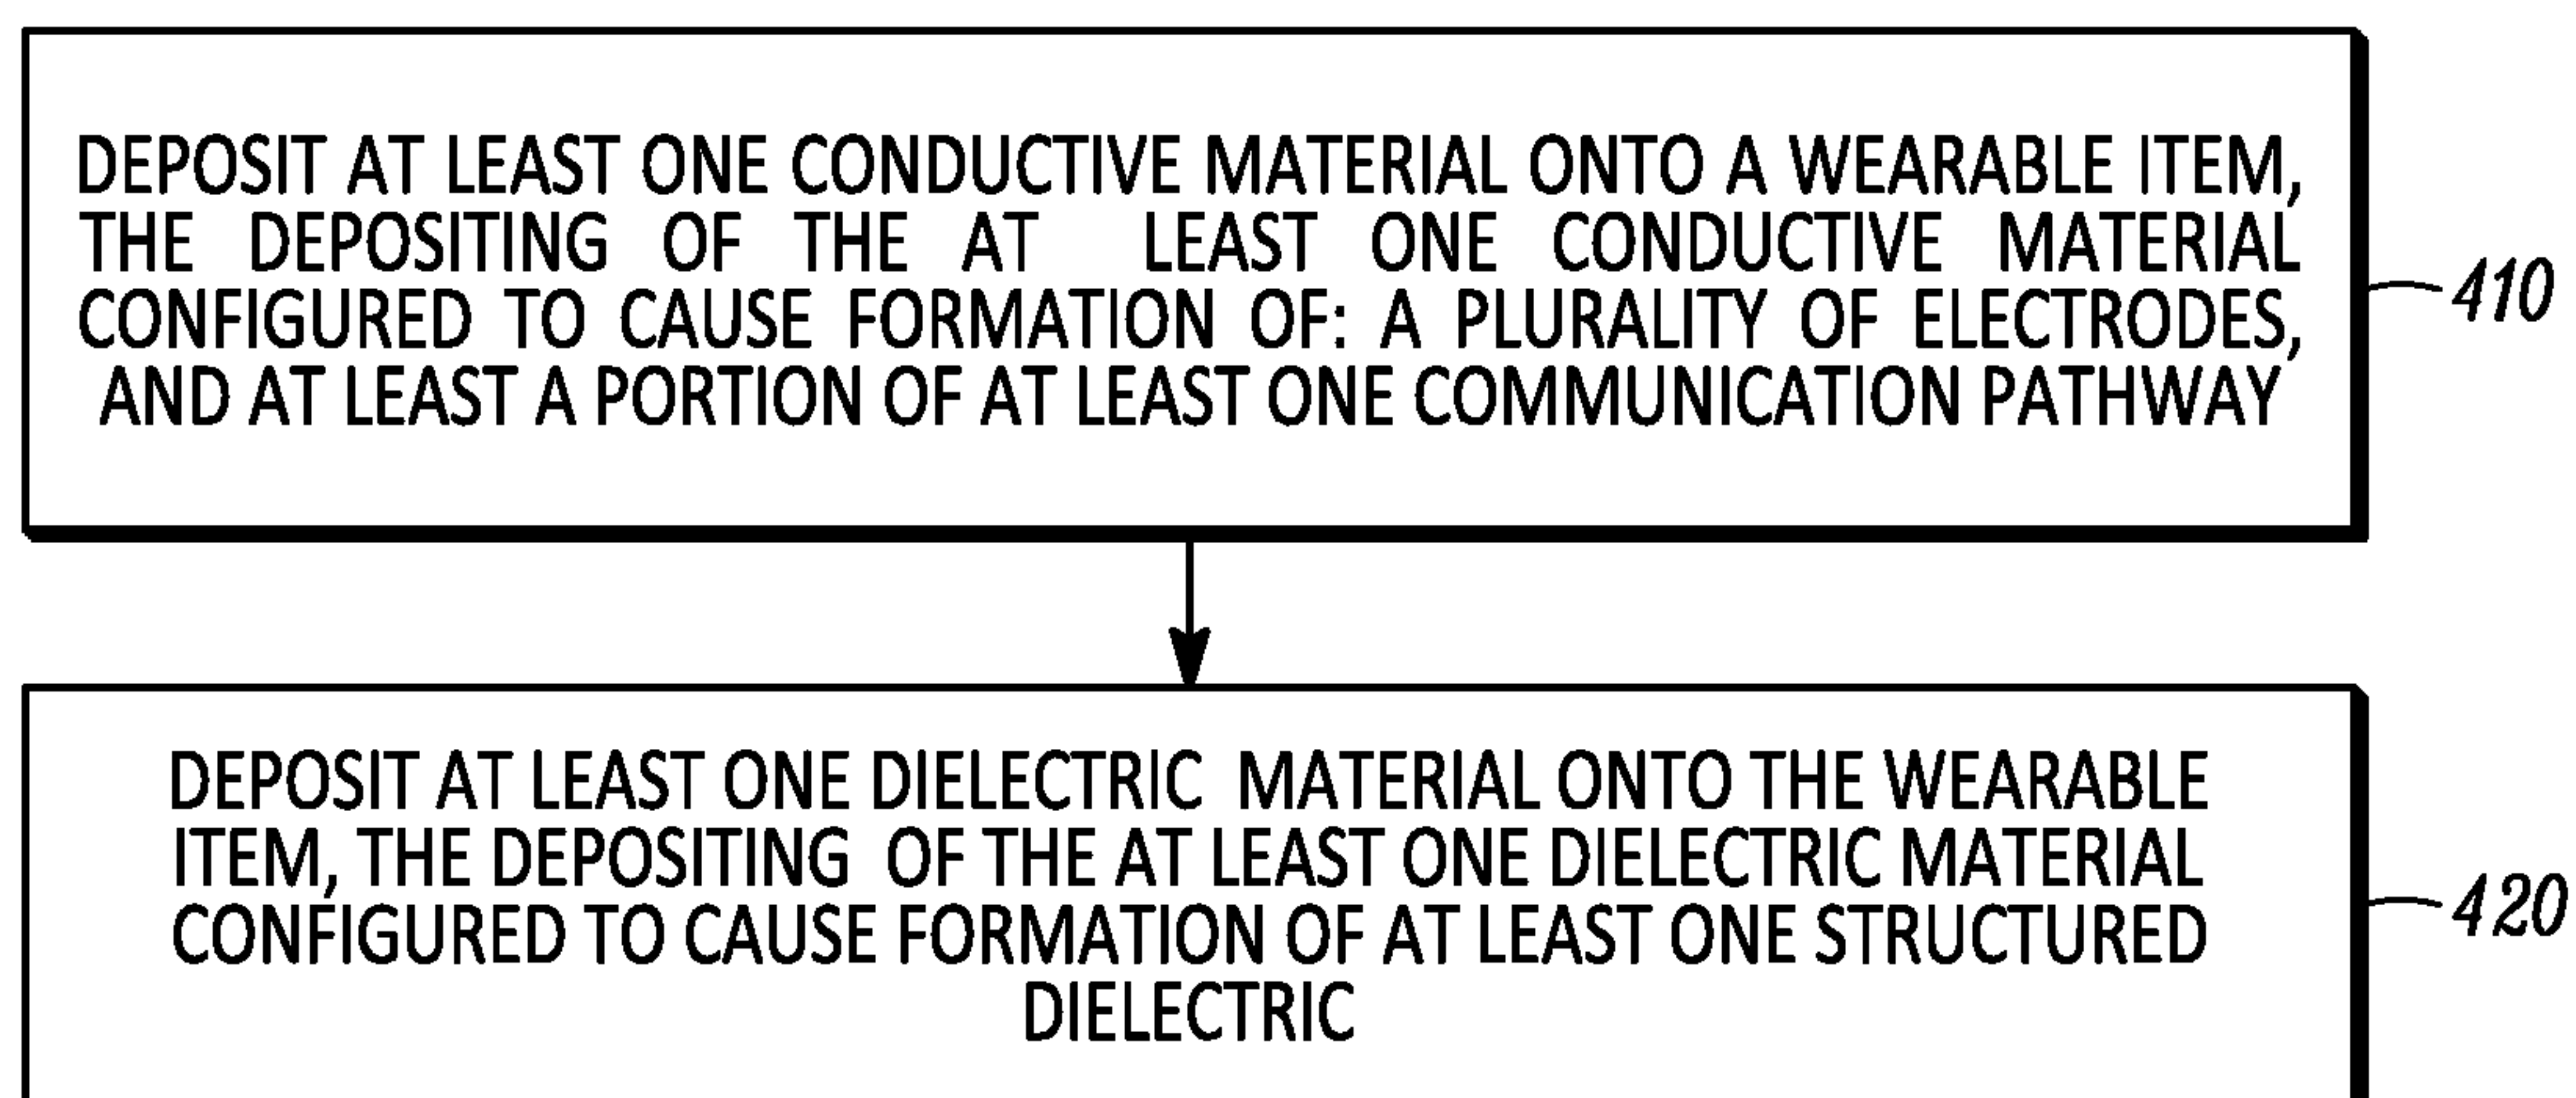 DEPOSIT AT LEAST ONE CONDUCTIVE MATERIAL ONTO A WEARABLE ITEM,
THE DEPOSITING OF THE AT LEAST ONE CONDUCTIVE MATERIAL
CONFIGURED TO CAUSE FORMATION OF: A PLURALITY OF ELECTRODES,
AND AT LEAST A PORTION OF AT LEAST ONE COMMUNICATION PATHWAY
410
DEPOSIT AT LEAST ONE DIELECTRIC MATERIAL ONTO THE WEARABLE
ITEM, THE DEPOSITING OF THE AT LEAST ONE DIELECTRIC MATERIAL
CONFIGURED TO CAUSE FORMATION OF AT LEAST ONE STRUCTURED
DIELECTRIC
420